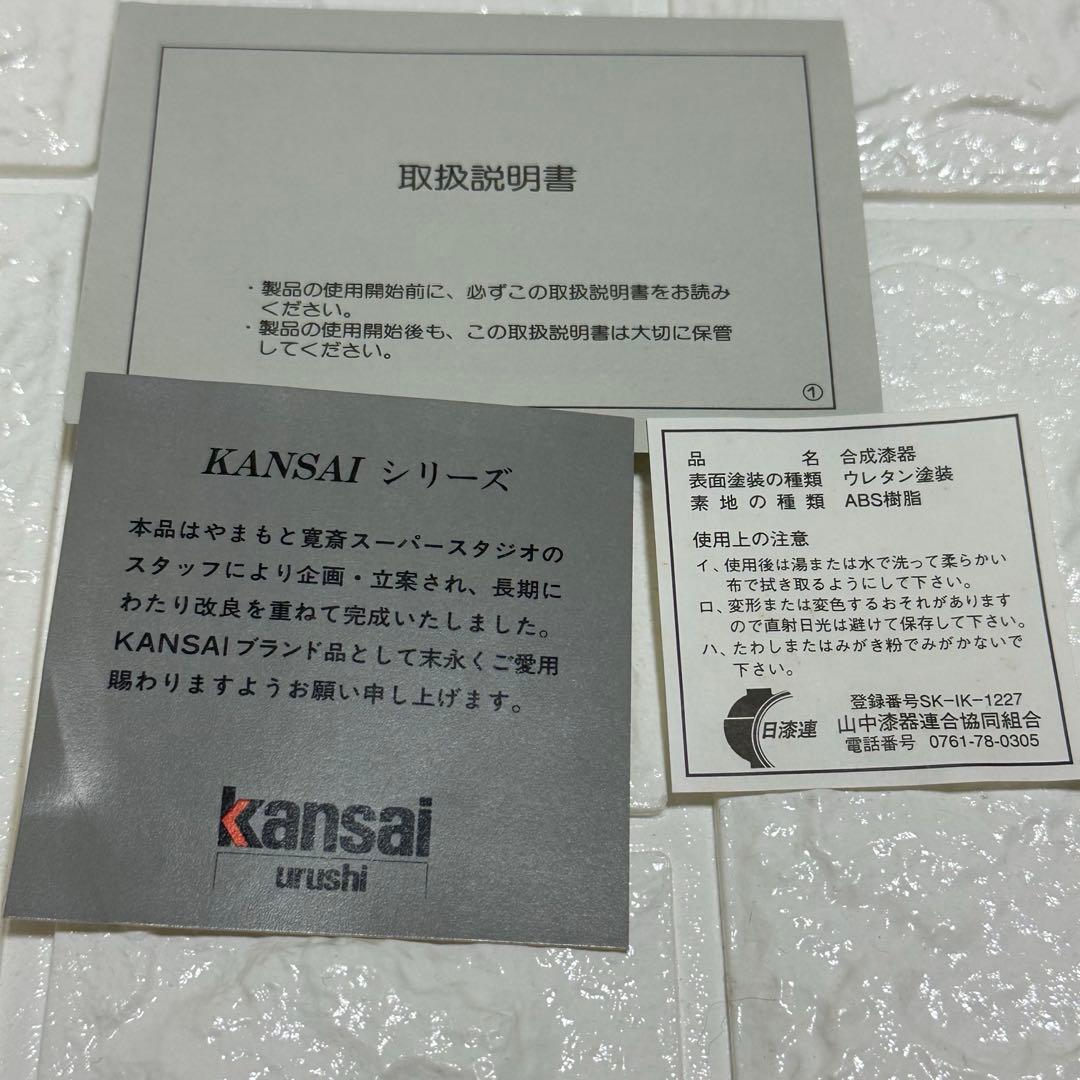 取扱説明書
・製品の使用開始前に、必ずこの取扱説明書をお読み
ください。
・製品の使用開始後も、この取扱説明書は大切に保管
してください。
①
KANSAI シリーズ
本品はやまもと寛斎スーパースタジオの
スタッフにより企画・立案され、長期に
わたり改良を重ねて完成いたしました。
KANSAIブランド品として末永くご愛用
賜わりますようお願い申し上げます。
kansai
urushi
品名 合成漆器
表面塗装の種類 ウレタン塗装
素地の種類 ABS樹脂
使用上の注意
イ、使用後は湯または水で洗って柔らかい
布で拭き取るようにして下さい。
ロ、変形または変色するおそれがあります
ので直射日光は避けて保存して下さい。
ハ、たわしまたはみがき粉でみがかないで
下さい。
日漆連
登録番号SK-IK-1227
山中漆器連合協同組合
電話番号 0761-78-0305